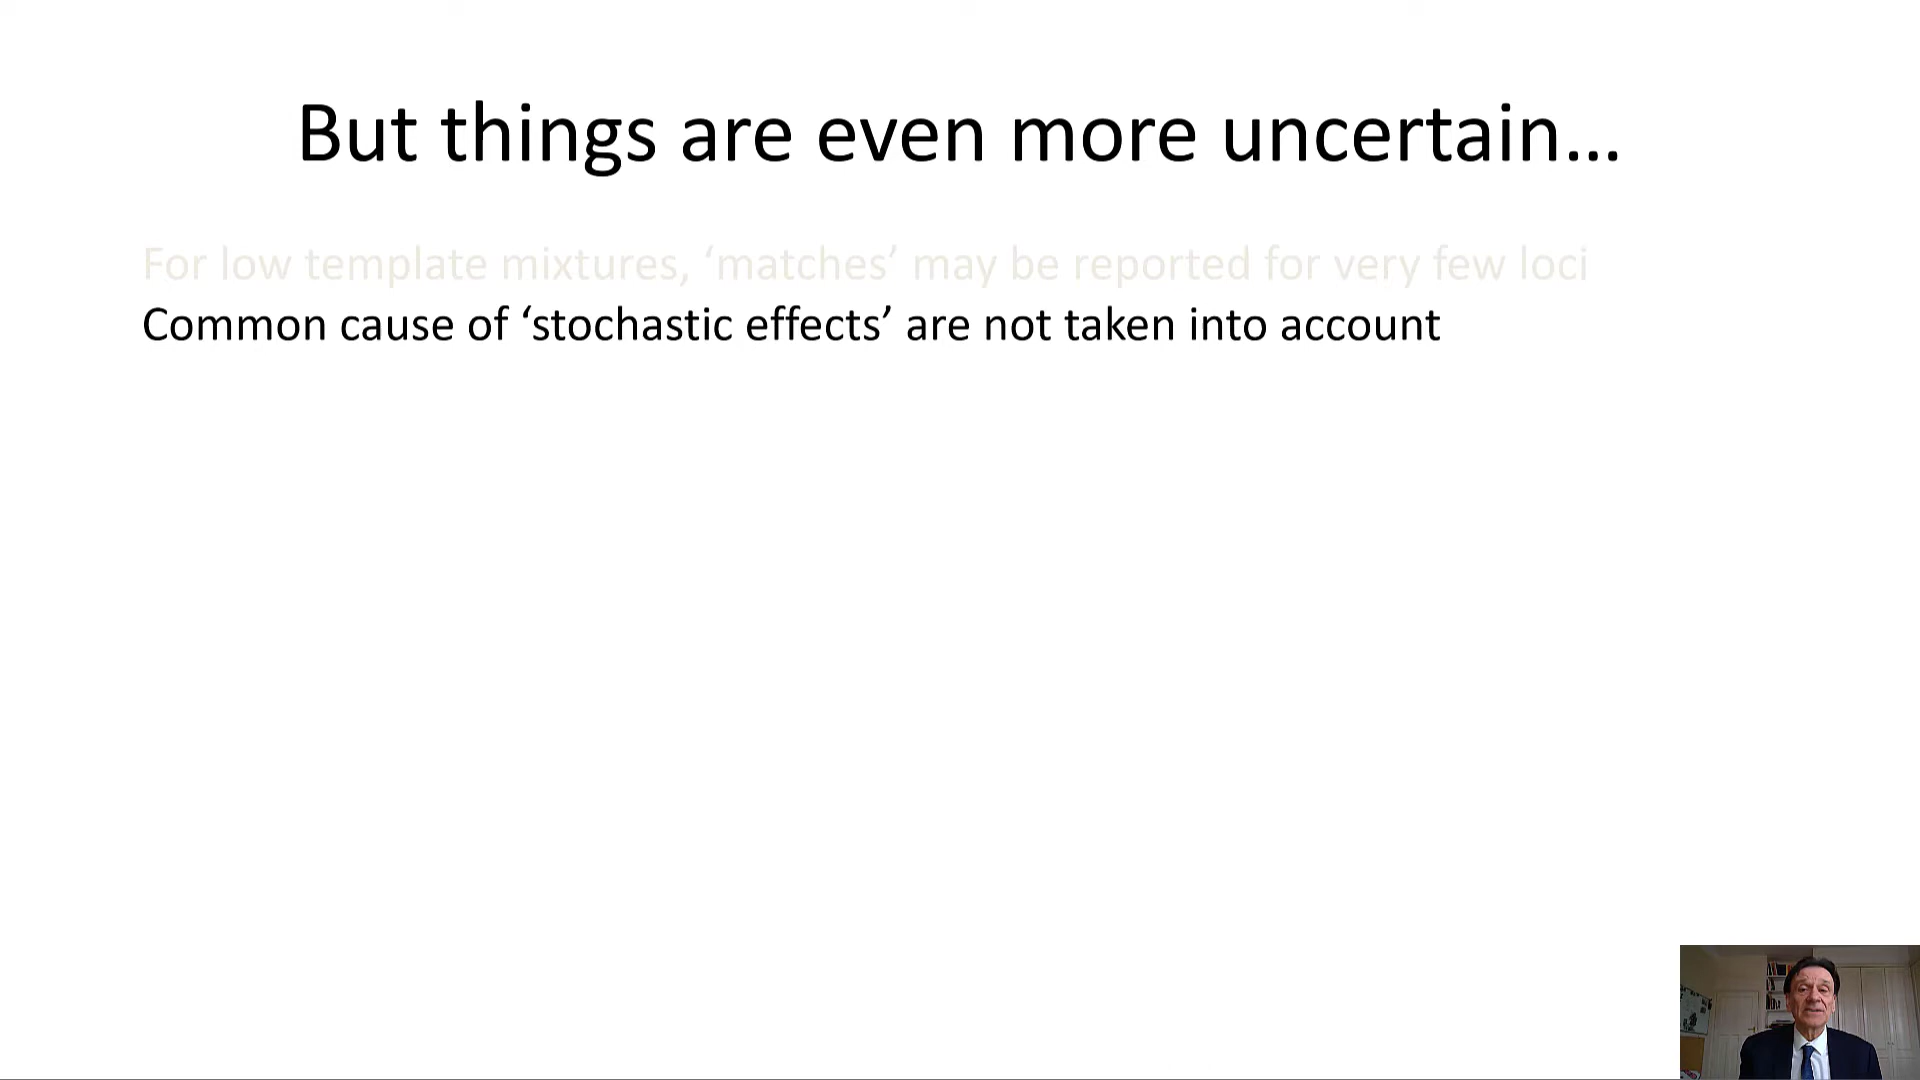 But things are even more uncertain...
For low template mixtures, ‘matches’ may be reported for very few loci
Common cause of ‘stochastic effects’ are not taken into account